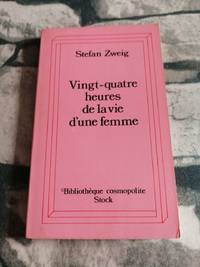 Stefan Zweig
Vingt-quatre
heures
de la vie
d'une femme
Bibliothèque cosmopolite
Stock